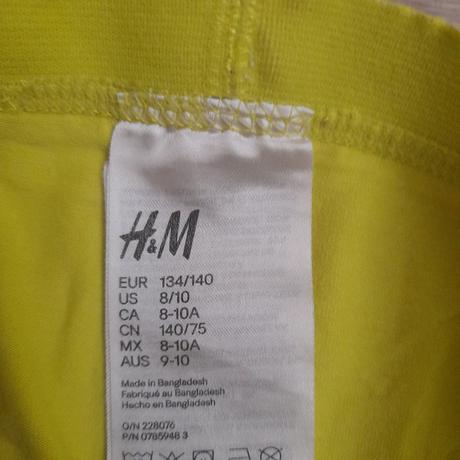 H&M
EUR 134/140
US 8/10
CA 8-10A
CN 140/75
MX 8-10A
AUS 9-10
Made in Bangladesh
Fabriqué au Bangladesh
Hecho en Bangladesh
O/N 228076
P/N 0785948 3